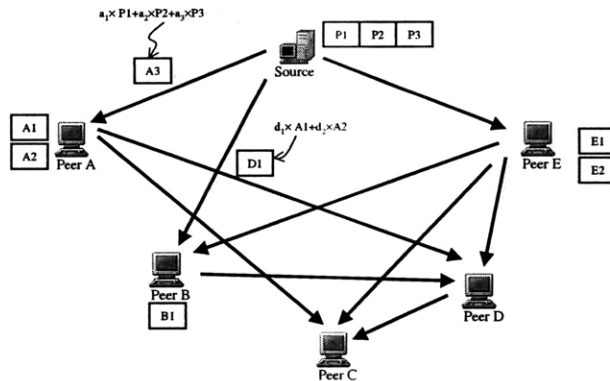 a₁× P1+a₂×P2+a₃×P3
P1 P2 P3
A3
Source
A1
A2
Peer A
d₁× A1+d₂×A2
D1
Peer E
E1
E2
Peer B
B1
Peer D
Peer C